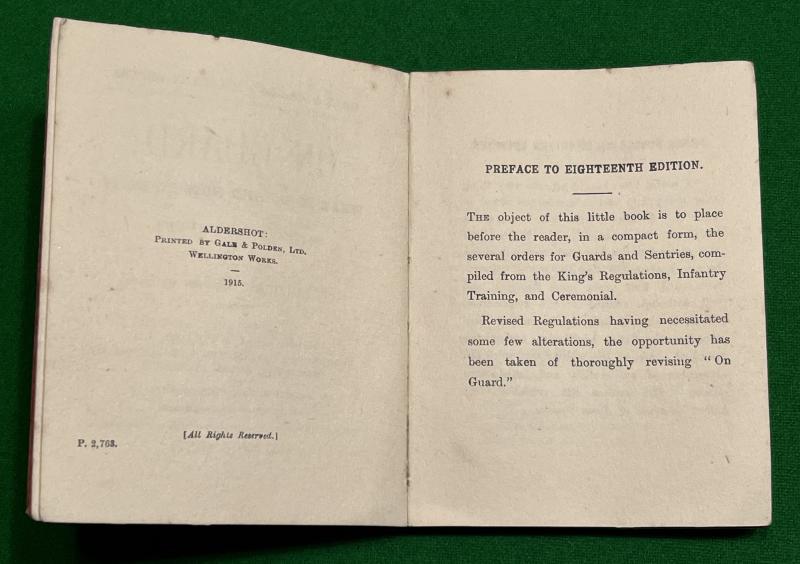 ALDERSHOT:
PRINTED BY GALE & POLDEN, LTD.
WELLINGTON WORKS.
1915.
[All Rights Reserved.]
P. 2,763.
PREFACE TO EIGHTEENTH EDITION.
THE object of this little book is to place
before the reader, in a compact form, the
several orders for Guards and Sentries, com-
piled from the King's Regulations, Infantry
Training, and Ceremonial.
Revised Regulations having necessitated
some few alterations, the opportunity has
been taken of thoroughly revising "On
Guard."